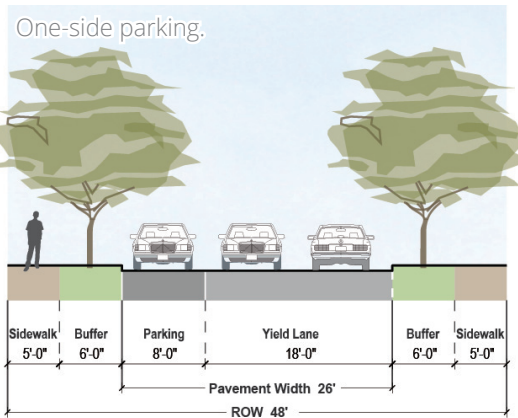 One-side parking.
Sidewalk Buffer Parking Yield Lane Buffer Sidewalk
5'-0" 6'-0" 8'-0" 18'-0" 6'-0" 5'-0"
Pavement Width 26'
ROW 48'